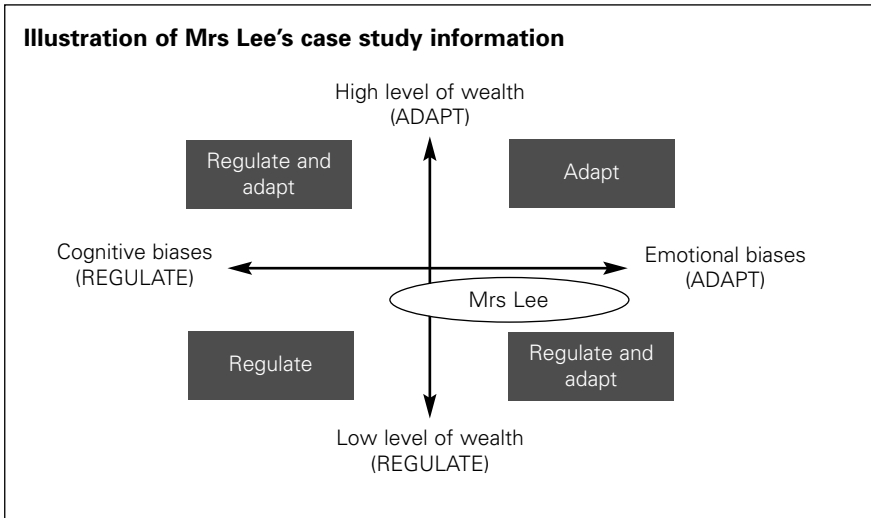 Illustration of Mrs Lee's case study information
High level of wealth
(ADAPT)
Regulate and
adapt
Adapt
Cognitive biases
(REGULATE)
Emotional biases
(ADAPT)
Mrs Lee
Regulate
Regulate and
adapt
Low level of wealth
(REGULATE)